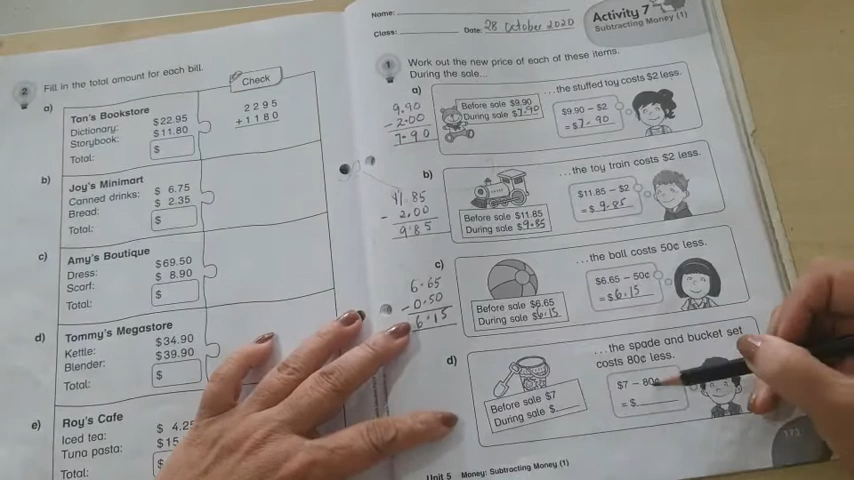 2 Fill in the total amount for each bill.
Check
a) Tan's Bookstore
Dictionary: $22.95
Storybook: $11.80
Total: $
2295
+1180
b) Joy's Minimart
Canned drinks: $ 6.75
Bread: $ 2.35
Total: $
c) Amy's Boutique
Dress: $69.50
Scarf: $ 8.90
Total: $
d) Tommy's Megastore
Kettle: $34.90
Blender: $39.90
Total: $
e) Roy's Cafe
Iced tea: $ 4.25
Tuna pasta: $15
Total: $
Name:
Class: Date: 28 October 2020
Activity 7
Subtracting Money (1)
1 Work out the new price of each of these items.
During the sale...
a) ...the stuffed toy costs $2 less.
9.90
-2.00
7.90
Before sale $9.90
During sale $7.90
$9.90 – $2
= $7.90
b) ...the toy train costs $2 less.
11.85
- 2.00
9.85
Before sale $11.85
During sale $9.85
$11.85 – $2
= $9.85
c) ...the ball costs 50¢ less.
6.65
-0.50
6.15
Before sale $6.65
During sale $6.15
$6.65 – 50¢
= $6.15
d) ...the spade and bucket set
costs 80¢ less.
Before sale $7
During sale $
$7 – 80¢
= $
Unit 5 Money: Subtracting Money (1)
173